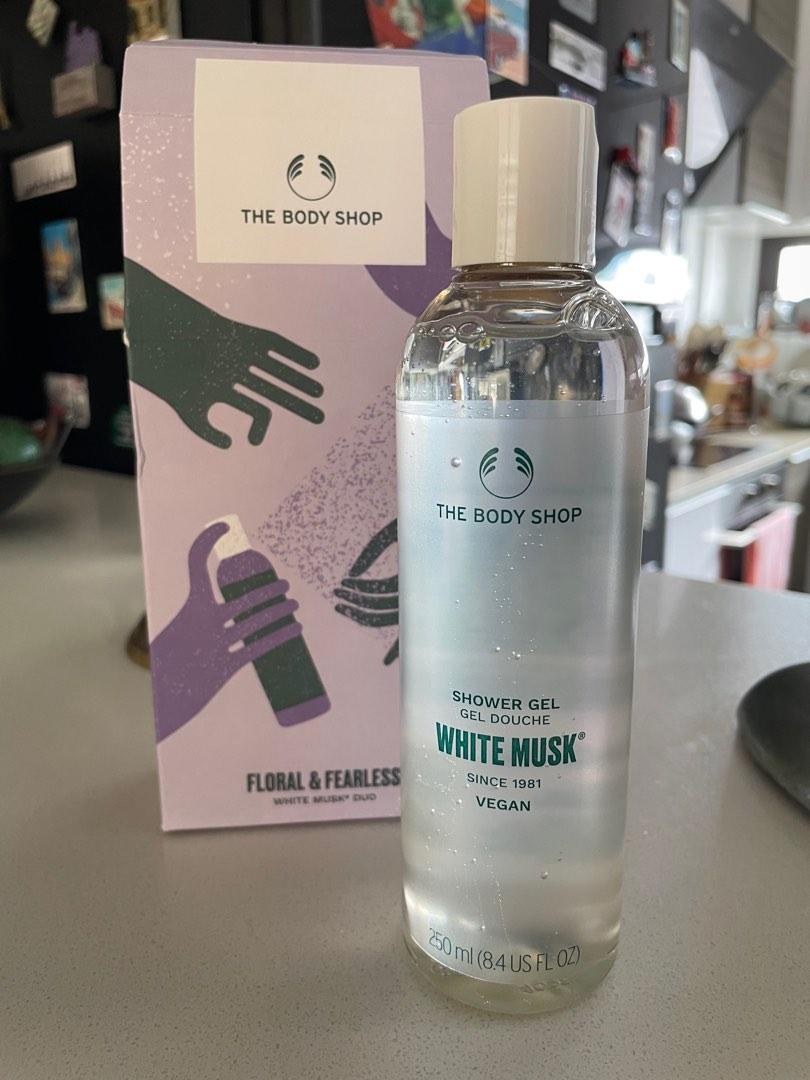 THE BODY SHOP
FLORAL & FEARLESS
WHITE MUSK® DUO
THE BODY SHOP
SHOWER GEL
GEL DOUCHE
WHITE MUSK®
SINCE 1981
VEGAN
250 ml (8.4 US FL OZ)